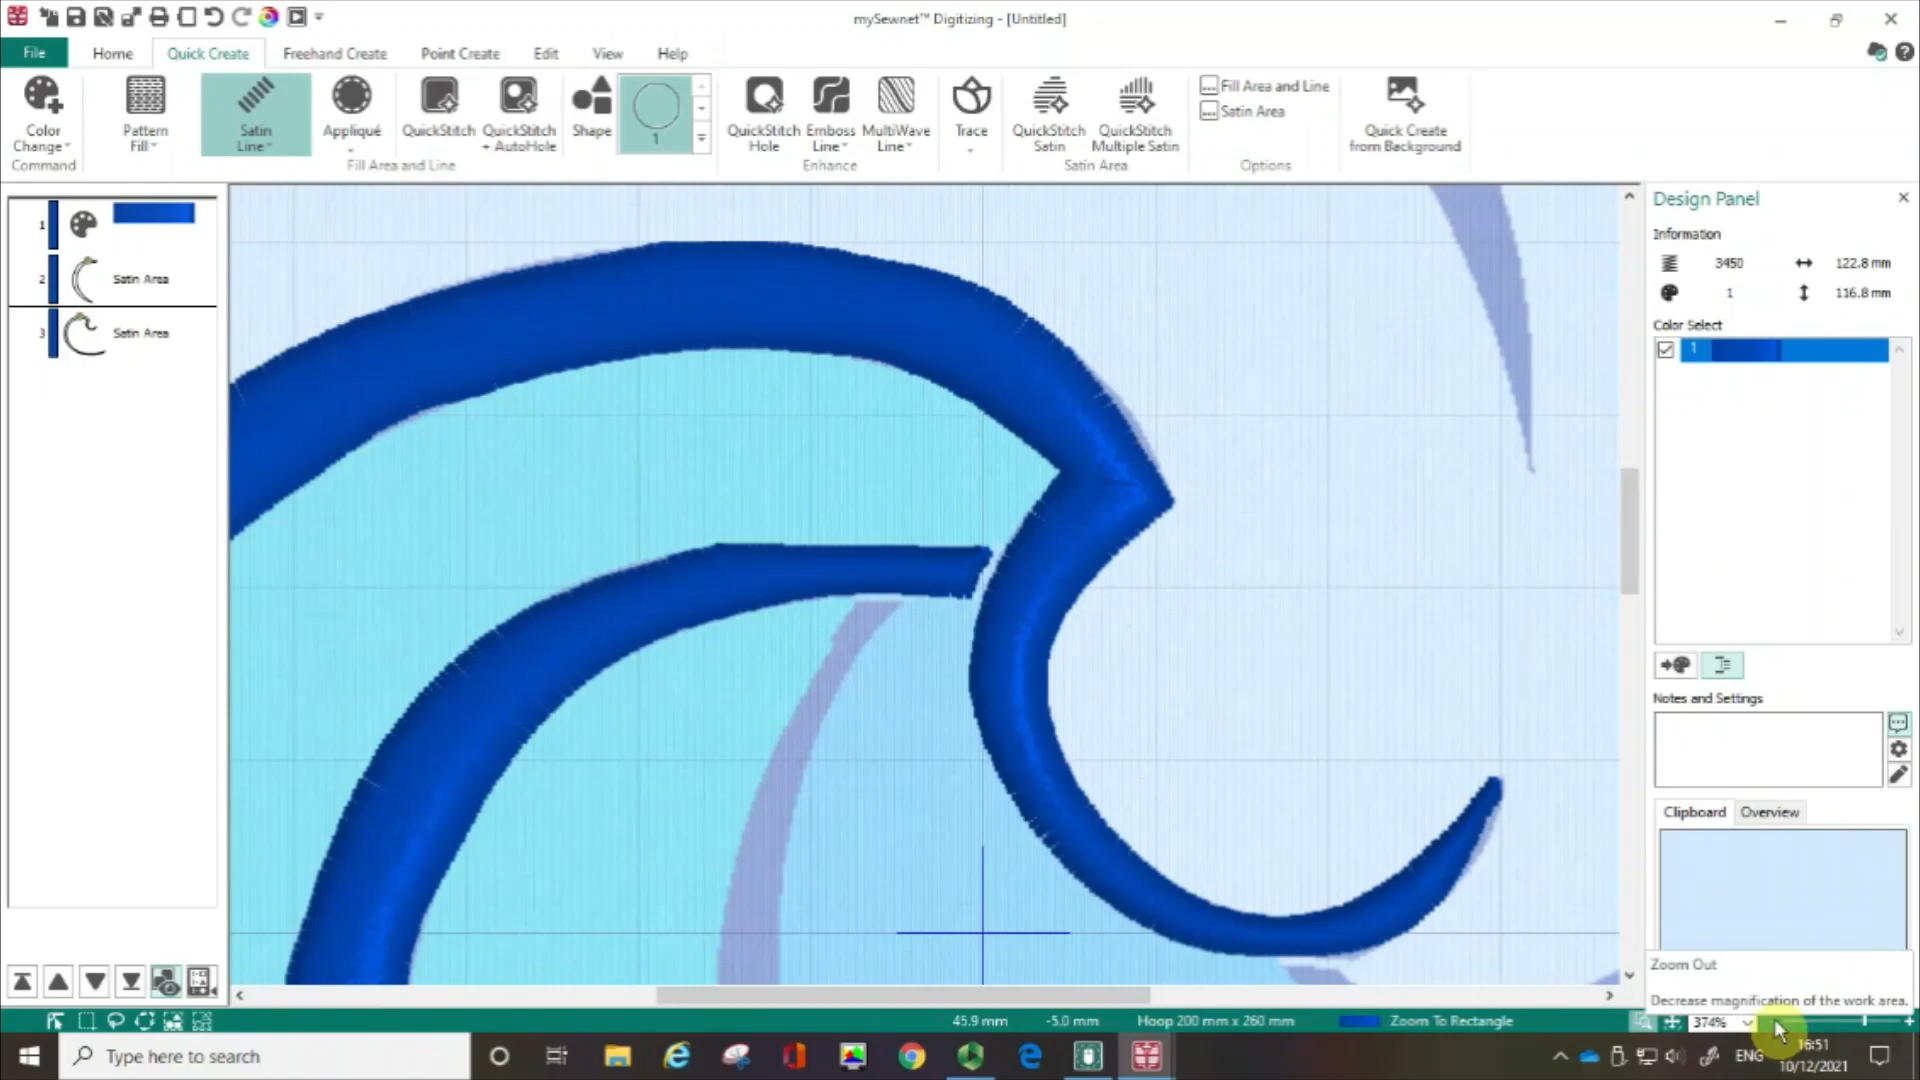 mySewnet™ Digitizing - [Untitled]
File Home Quick Create Freehand Create Point Create Edit View Help
Color Change
Pattern Fill
Satin Line
Appliqué
QuickStitch
QuickStitch + AutoHole
Shape
1
QuickStitch Hole
Emboss Line
MultiWave Line
Trace
QuickStitch Satin
QuickStitch Multiple Satin
Fill Area and Line
Satin Area
Quick Create from Background
Command
Fill Area and Line
Enhance
Satin Area
Options
1
2 Satin Area
3 Satin Area
Design Panel
Information
3450 122.8 mm
1 116.8 mm
Color Select
1
Notes and Settings
Clipboard Overview
Zoom Out
Decrease magnification of the work area.
45.9 mm -5.0 mm Hoop 200 mm x 260 mm Zoom To Rectangle 374%
Type here to search
ENG
16:51
10/12/2021